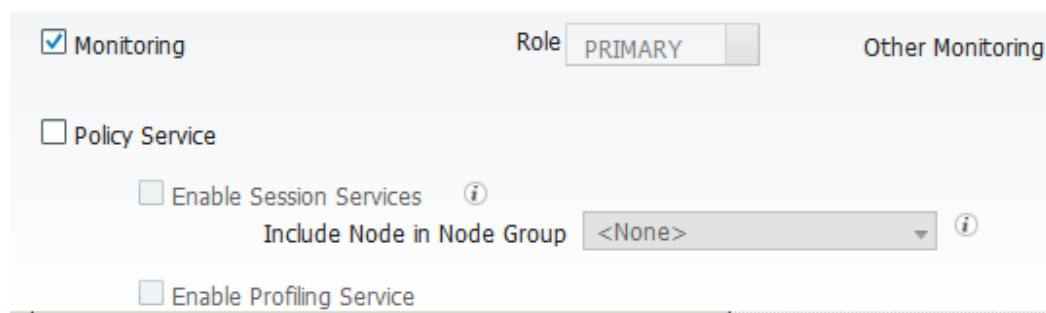 Monitoring Role PRIMARY Other Monitoring
Policy Service
Enable Session Services
Include Node in Node Group <None>
Enable Profiling Service